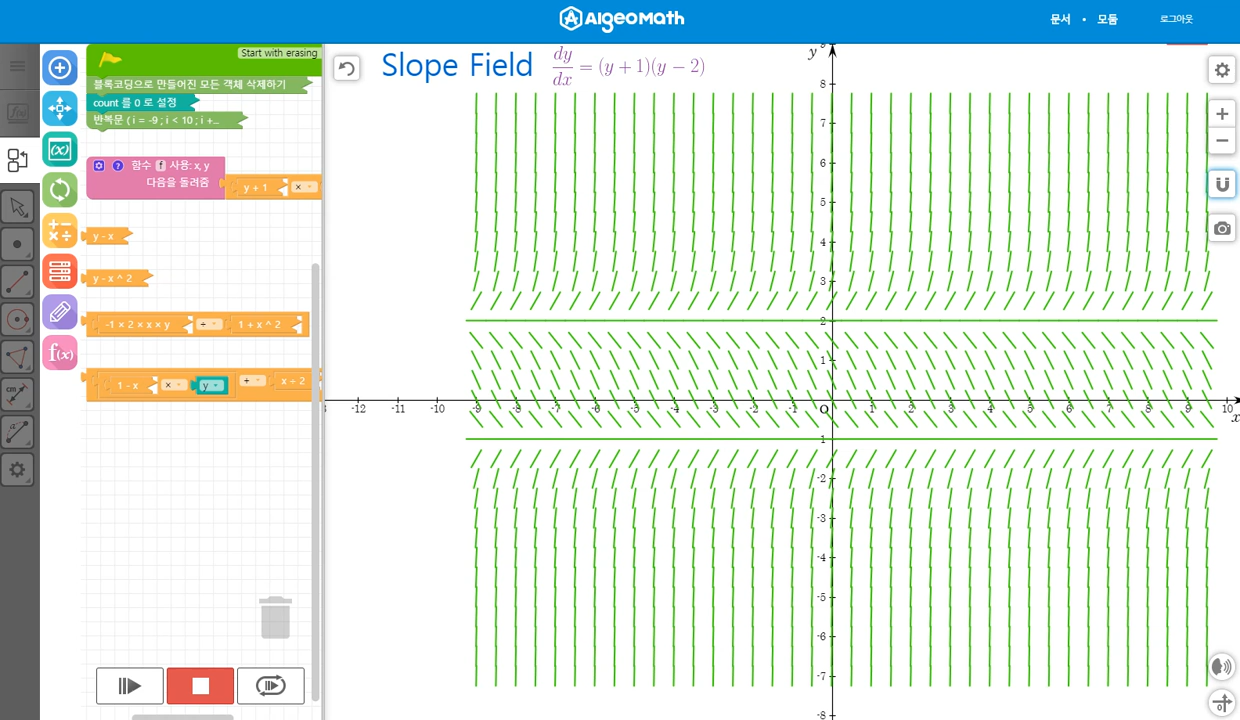 AlgeoMath
문서 • 모둠
로그아웃
Start with erasing
블록코딩으로 만들어진 모든 객체 삭제하기
count 를 0 로 설정
반복문 ( i = -9 ; i < 10 ; i +...
함수 f 사용: x, y
다음을 돌려줌
y + 1 ×
y - x
y - x ^ 2
-1 × 2 × x × y ÷ 1 + x ^ 2
1 - x × y + x ÷ 2
f(x)
(x)
cm
Slope Field dy/dx = (y + 1)(y − 2)
y
8
7
6
5
4
3
2
1
-12 -11 -10 -9 -8 -7 -6 -5 -4 -3 -2 -1 O 1 2 3 4 5 6 7 8 9 10
x
-2
-3
-4
-5
-6
-7
-8